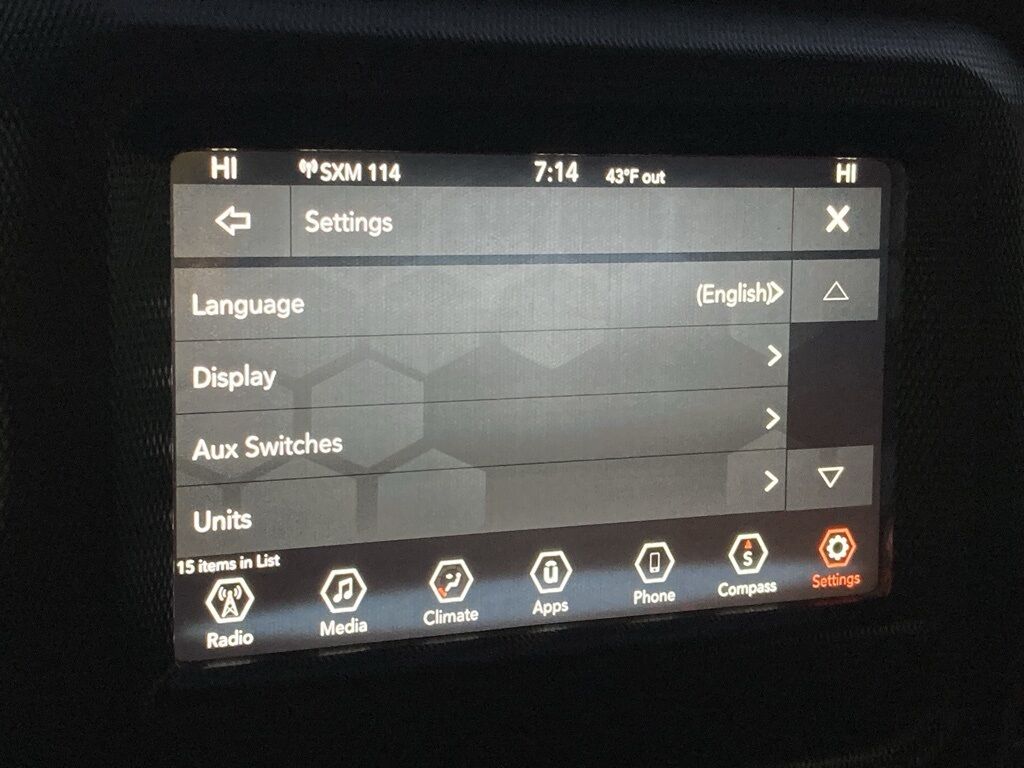 HI SXM 114 7:14 43°F out HI
Settings X
Language (English)
Display
Aux Switches
Units
15 items in List
Radio Media Climate Apps Phone Compass Settings
S